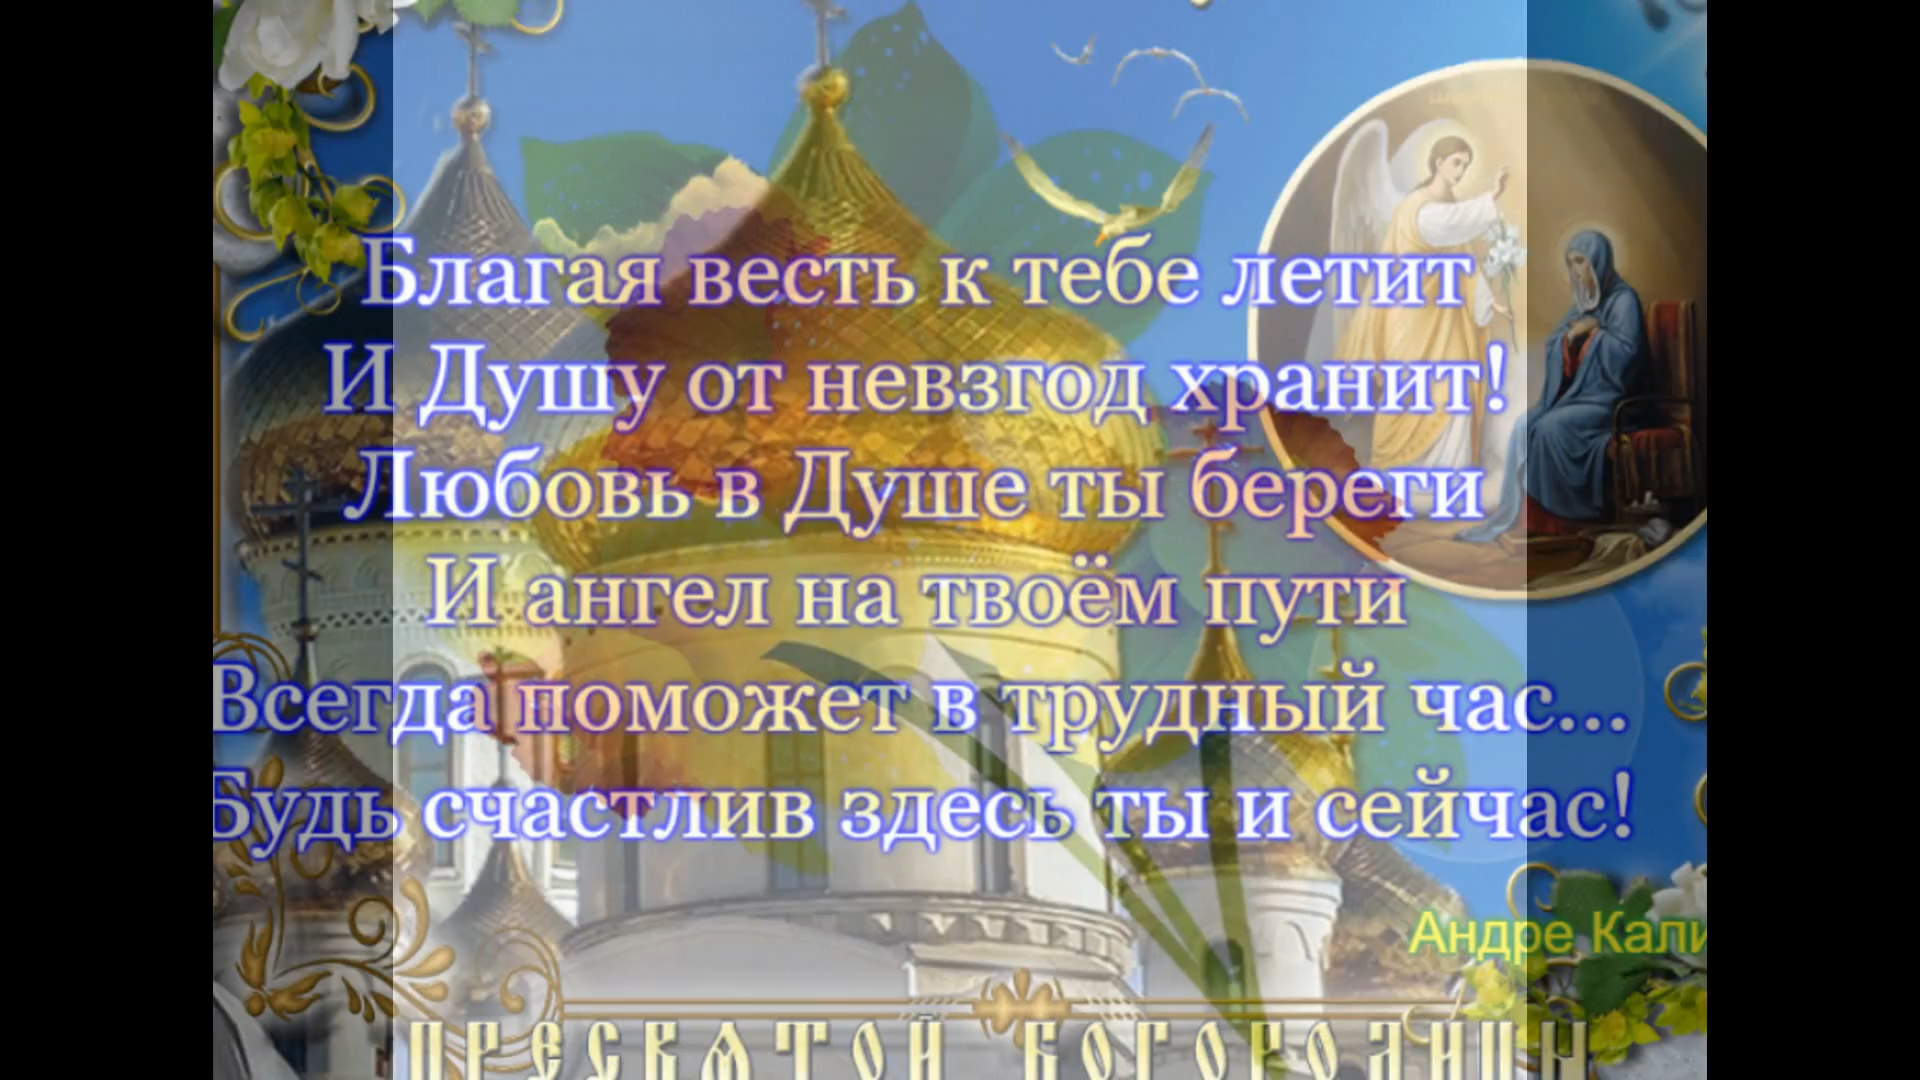 Благая весть к тебе летит
И Душу от невзгод хранит!
Любовь в Душе ты береги
И ангел на твоём пути
Всегда поможет в трудный час...
Будь счастлив здесь ты и сейчас!
Андре Кали
ПРЕСВЯТОЙ БОГОРОДИЦЫ